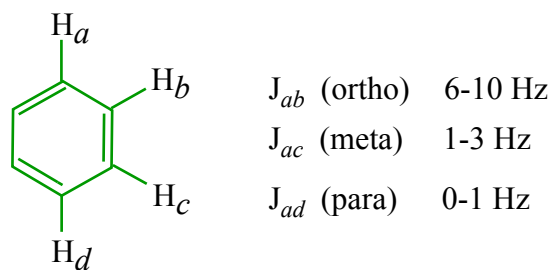 Ha
Hb
Jab (ortho) 6-10 Hz
Jac (meta) 1-3 Hz
Hc
Jad (para) 0-1 Hz
Hd